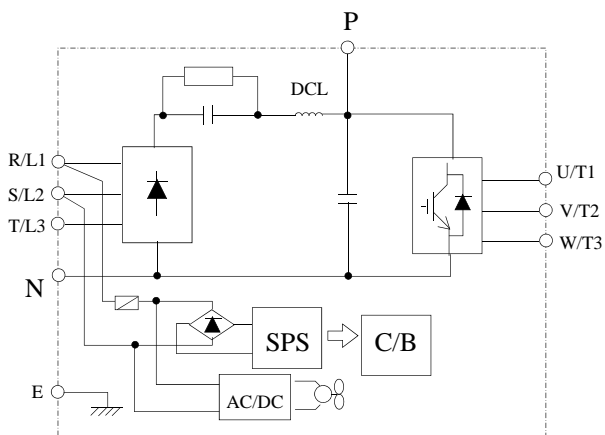 P
DCL
R/L1
S/L2
T/L3
U/T1
V/T2
W/T3
N
SPS
C/B
E
AC/DC